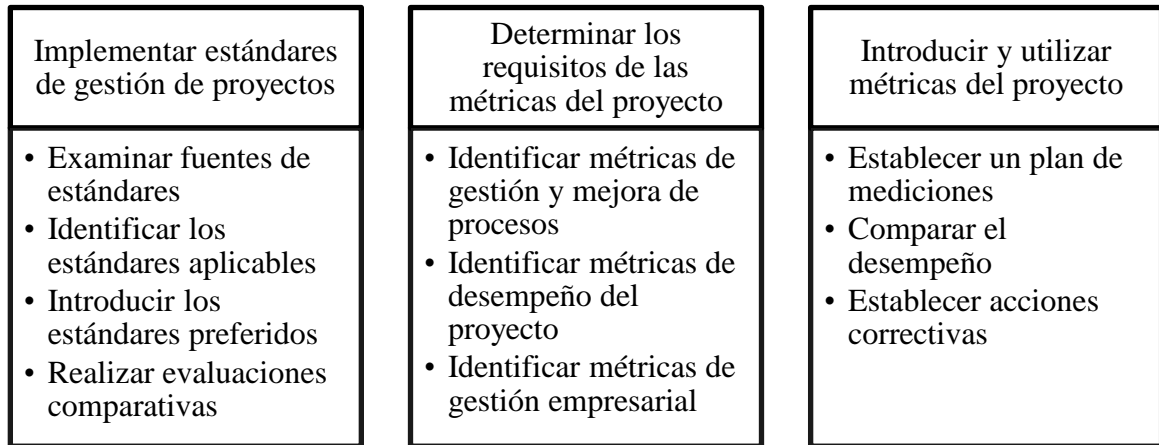 Implementar estándares
de gestión de proyectos
• Examinar fuentes de
estándares
• Identificar los
estándares aplicables
• Introducir los
estándares preferidos
• Realizar evaluaciones
comparativas
Determinar los
requisitos de las
métricas del proyecto
• Identificar métricas de
gestión y mejora de
procesos
• Identificar métricas de
desempeño del
proyecto
• Identificar métricas de
gestión empresarial
Introducir y utilizar
métricas del proyecto
• Establecer un plan de
mediciones
• Comparar el
desempeño
• Establecer acciones
correctivas